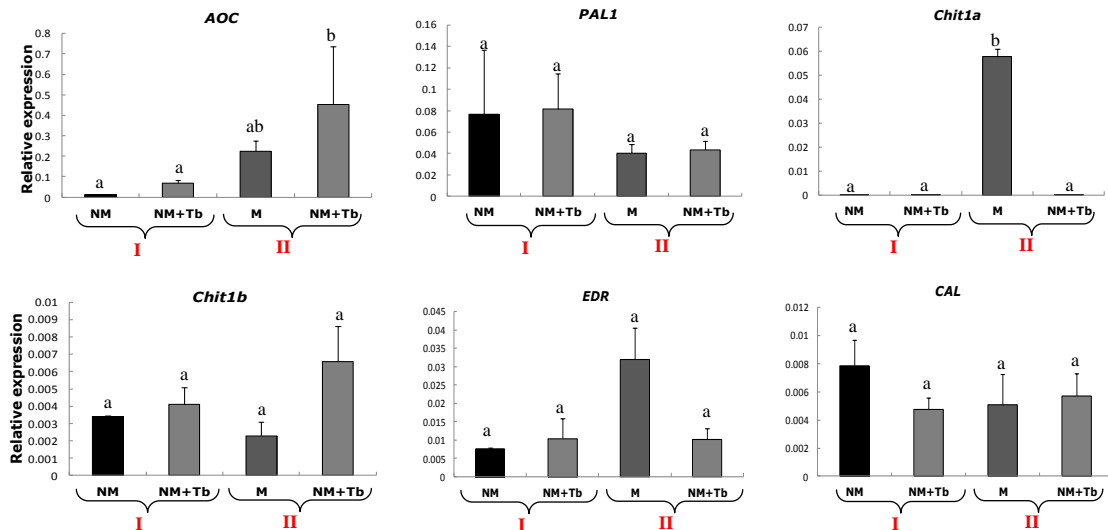 AOC
Relative expression
0.8
0.7
0.6
0.5
0.4
0.3
0.2
0.1
0
a
a
ab
b
NM
NM+Tb
M
NM+Tb
I
II
PAL1
0.16
0.14
0.12
0.10
0.08
0.06
0.04
0.02
0
a
a
a
a
NM
NM+Tb
M
NM+Tb
I
II
Chit1a
0.07
0.06
0.05
0.04
0.03
0.02
0.01
0
a
a
b
a
NM
NM+Tb
M
NM+Tb
I
II
Chit1b
Relative expression
0.01
0.009
0.008
0.007
0.006
0.005
0.004
0.003
0.002
0.001
0
a
a
a
a
NM
NM+Tb
M
NM+Tb
I
II
EDR
0.045
0.04
0.035
0.03
0.025
0.02
0.015
0.01
0.005
0
a
a
a
a
NM
NM+Tb
M
NM+Tb
I
II
CAL
0.012
0.01
0.008
0.006
0.004
0.002
0
a
a
a
a
NM
NM+Tb
M
NM+Tb
I
II